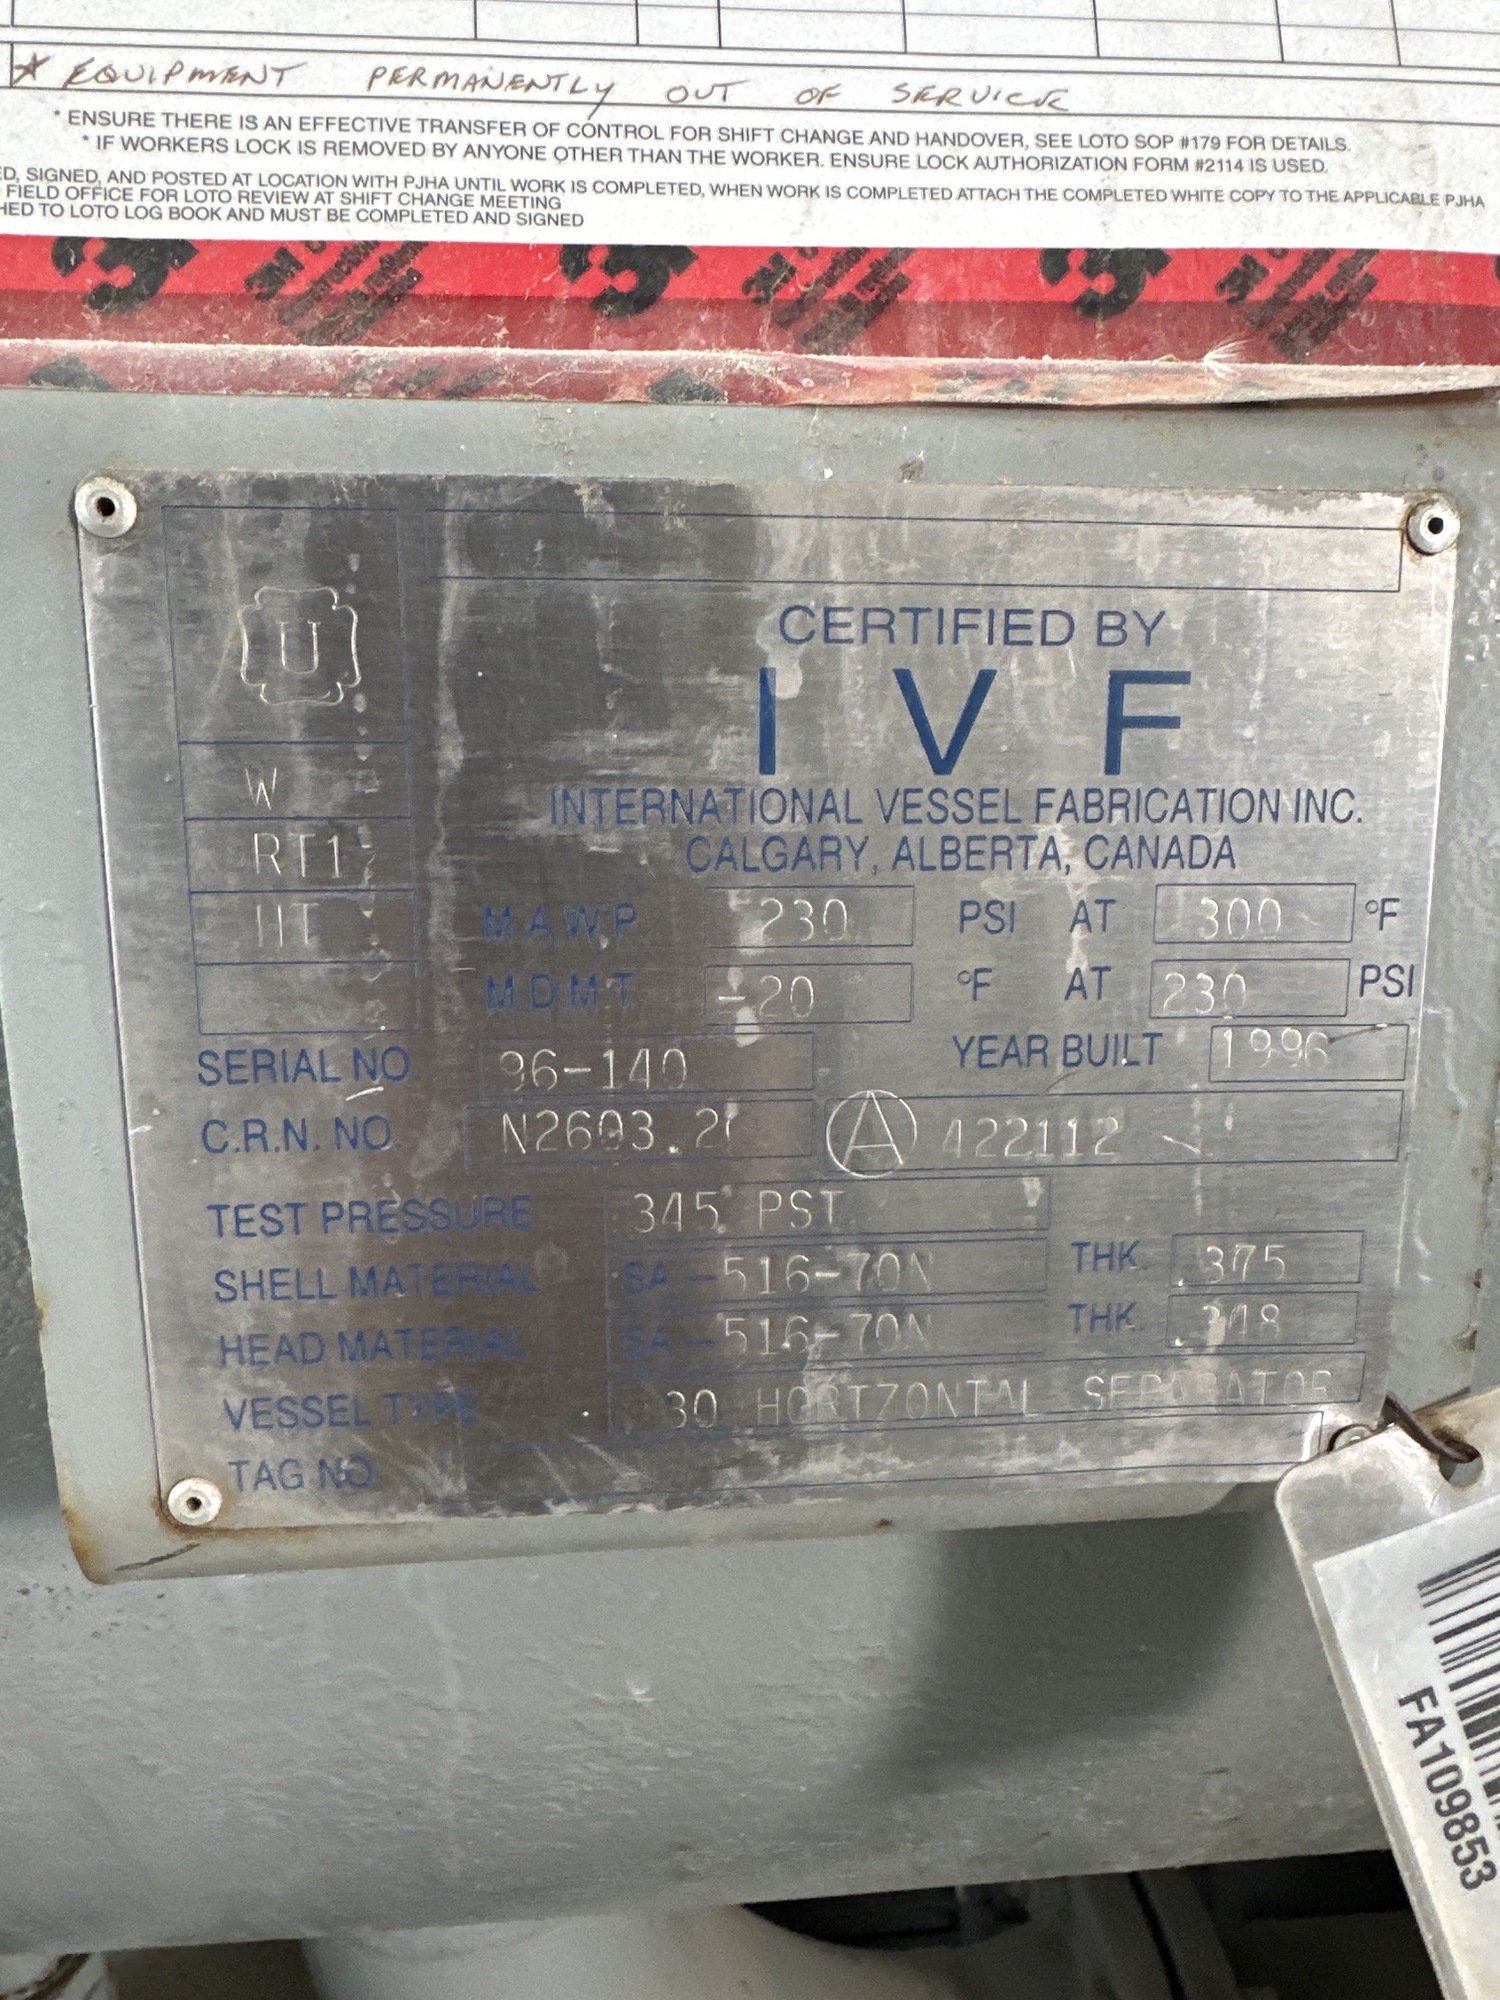 * EQUIPMENT PERMANENTLY OUT OF SERVICE
* ENSURE THERE IS AN EFFECTIVE TRANSFER OF CONTROL FOR SHIFT CHANGE AND HANDOVER, SEE LOTO SOP #179 FOR DETAILS.
* IF WORKERS LOCK IS REMOVED BY ANYONE OTHER THAN THE WORKER. ENSURE LOCK AUTHORIZATION FORM #2114 IS USED.
ED, SIGNED, AND POSTED AT LOCATION WITH PJHA UNTIL WORK IS COMPLETED, WHEN WORK IS COMPLETED ATTACH THE COMPLETED WHITE COPY TO THE APPLICABLE PJHA
FIELD OFFICE FOR LOTO REVIEW AT SHIFT CHANGE MEETING
HED TO LOTO LOG BOOK AND MUST BE COMPLETED AND SIGNED
U
CERTIFIED BY
IVF
W
INTERNATIONAL VESSEL FABRICATION INC.
RT1
CALGARY, ALBERTA, CANADA
HT
M.A.W.P. 230 PSI AT 300 °F
M.D.M.T. -20 °F AT 230 PSI
SERIAL NO. 96-140 YEAR BUILT 1996
C.R.N. NO. N2603.2 A 422112
TEST PRESSURE 345 PSI
SHELL MATERIAL SA-516-70N THK. .375
HEAD MATERIAL SA-516-70N THK.
VESSEL TYPE 30 HORIZONTAL SEPARATOR
TAG NO.
FA109853